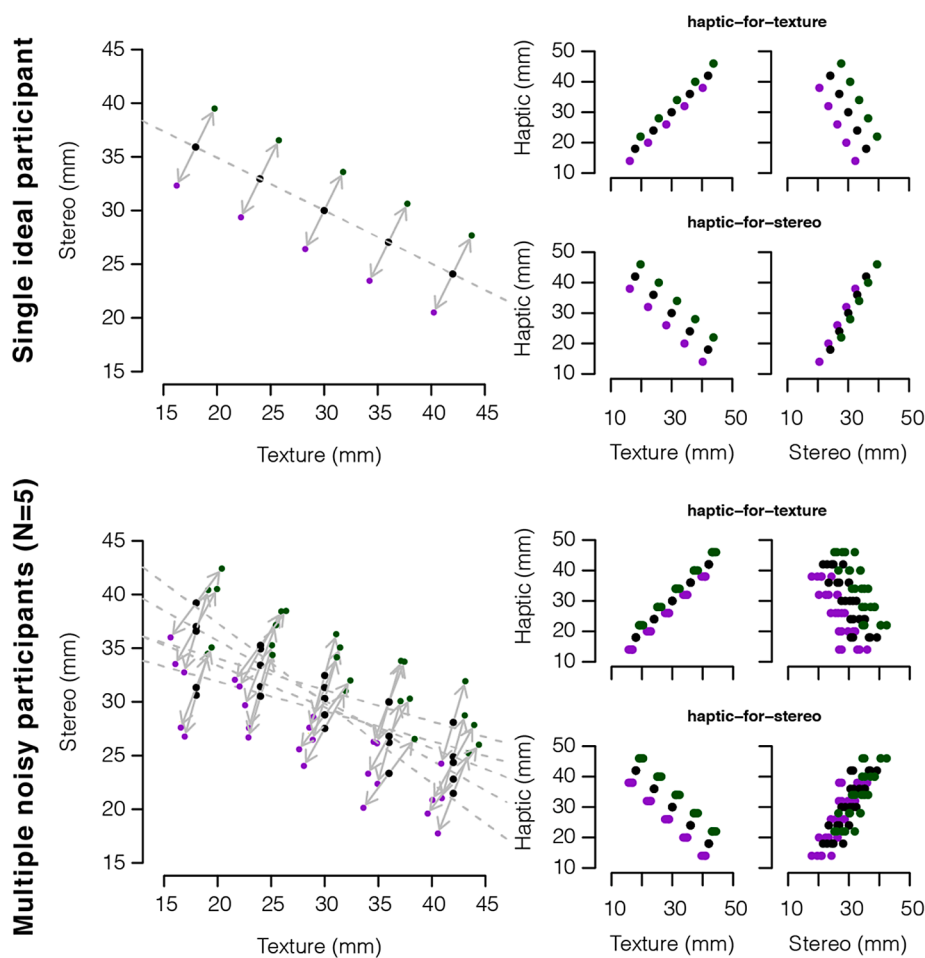 Single ideal participant
45
40
35
30
25
20
15
Stereo (mm)
15 20 25 30 35 40 45
Texture (mm)
haptic–for–texture
50
40
30
20
10
Haptic (mm)
haptic–for–stereo
50
40
30
20
10
Haptic (mm)
10 30 50 10 30 50
Texture (mm) Stereo (mm)
Multiple noisy participants (N=5)
45
40
35
30
25
20
15
Stereo (mm)
15 20 25 30 35 40 45
Texture (mm)
haptic–for–texture
50
40
30
20
10
Haptic (mm)
haptic–for–stereo
50
40
30
20
10
Haptic (mm)
10 30 50 10 30 50
Texture (mm) Stereo (mm)